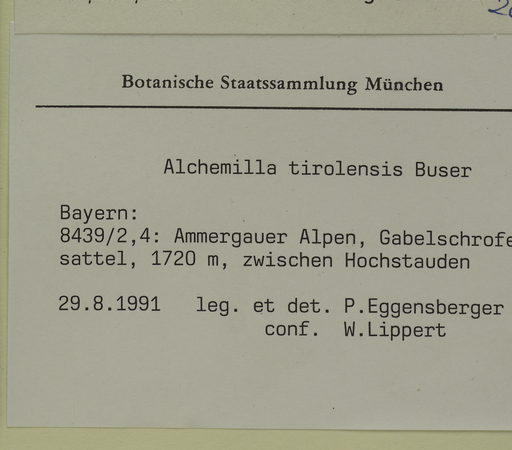 Botanische Staatssammlung München
Alchemilla tirolensis Buser
Bayern:
8439/2,4: Ammergauer Alpen, Gabelschrofe
sattel, 1720 m, zwischen Hochstauden
29.8.1991 leg. et det. P.Eggensberger
conf. W.Lippert